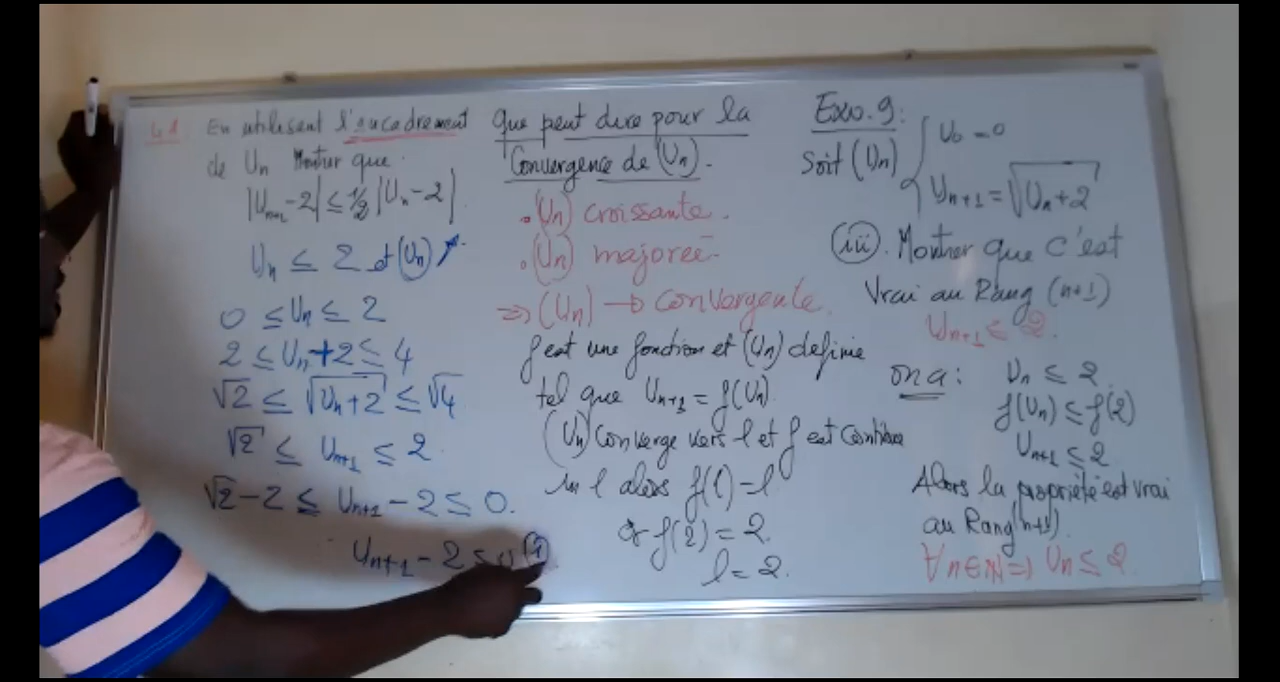 4.1 En utilisent l'encadrement
de Un Montrer que.
|Un+1 - 2| ≤ 1/2 |Un - 2|.
Un ≤ 2 et (Un) ↗
0 ≤ Un ≤ 2
2 ≤ Un + 2 ≤ 4
√2 ≤ √(Un + 2) ≤ √4
√2 ≤ Un+1 ≤ 2.
√2 - 2 ≤ Un+1 - 2 ≤ 0.
Un+1 - 2 ≤ 0 (1).
Que peut dire pour la
Convergence de (Un).
• (Un) croissante.
• (Un) majoreé.
⇒ (Un) → Convergente.
f est une fonction et (Un) definie
tel que Un+1 = f(Un)
(Un) Converge vers l et f est Continue
l alors f(l) = l
or f(2) = 2.
l = 2.
Exo. 9:
Soit (Un) { U0 = 0
Un+1 = √(Un + 2)
(iii). Montrer que c'est
Vrai au Rang (n+1)
Un+1 ≤ 2.
on a: Un ≤ 2
f(Un) ≤ f(2)
Un+1 ≤ 2
Alors la proprieté est vrai
au Rang (n+1).
∀n∈ℕ ⇒ Un ≤ 2.